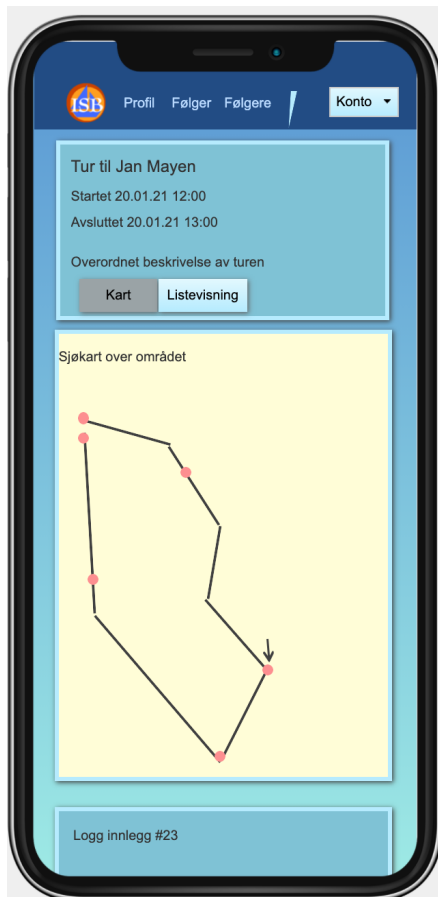 ISB
Profil Følger Følgere Konto
Tur til Jan Mayen
Startet 20.01.21 12:00
Avsluttet 20.01.21 13:00
Overordnet beskrivelse av turen
Kart Listevisning
Sjøkart over området
Logg innlegg #23